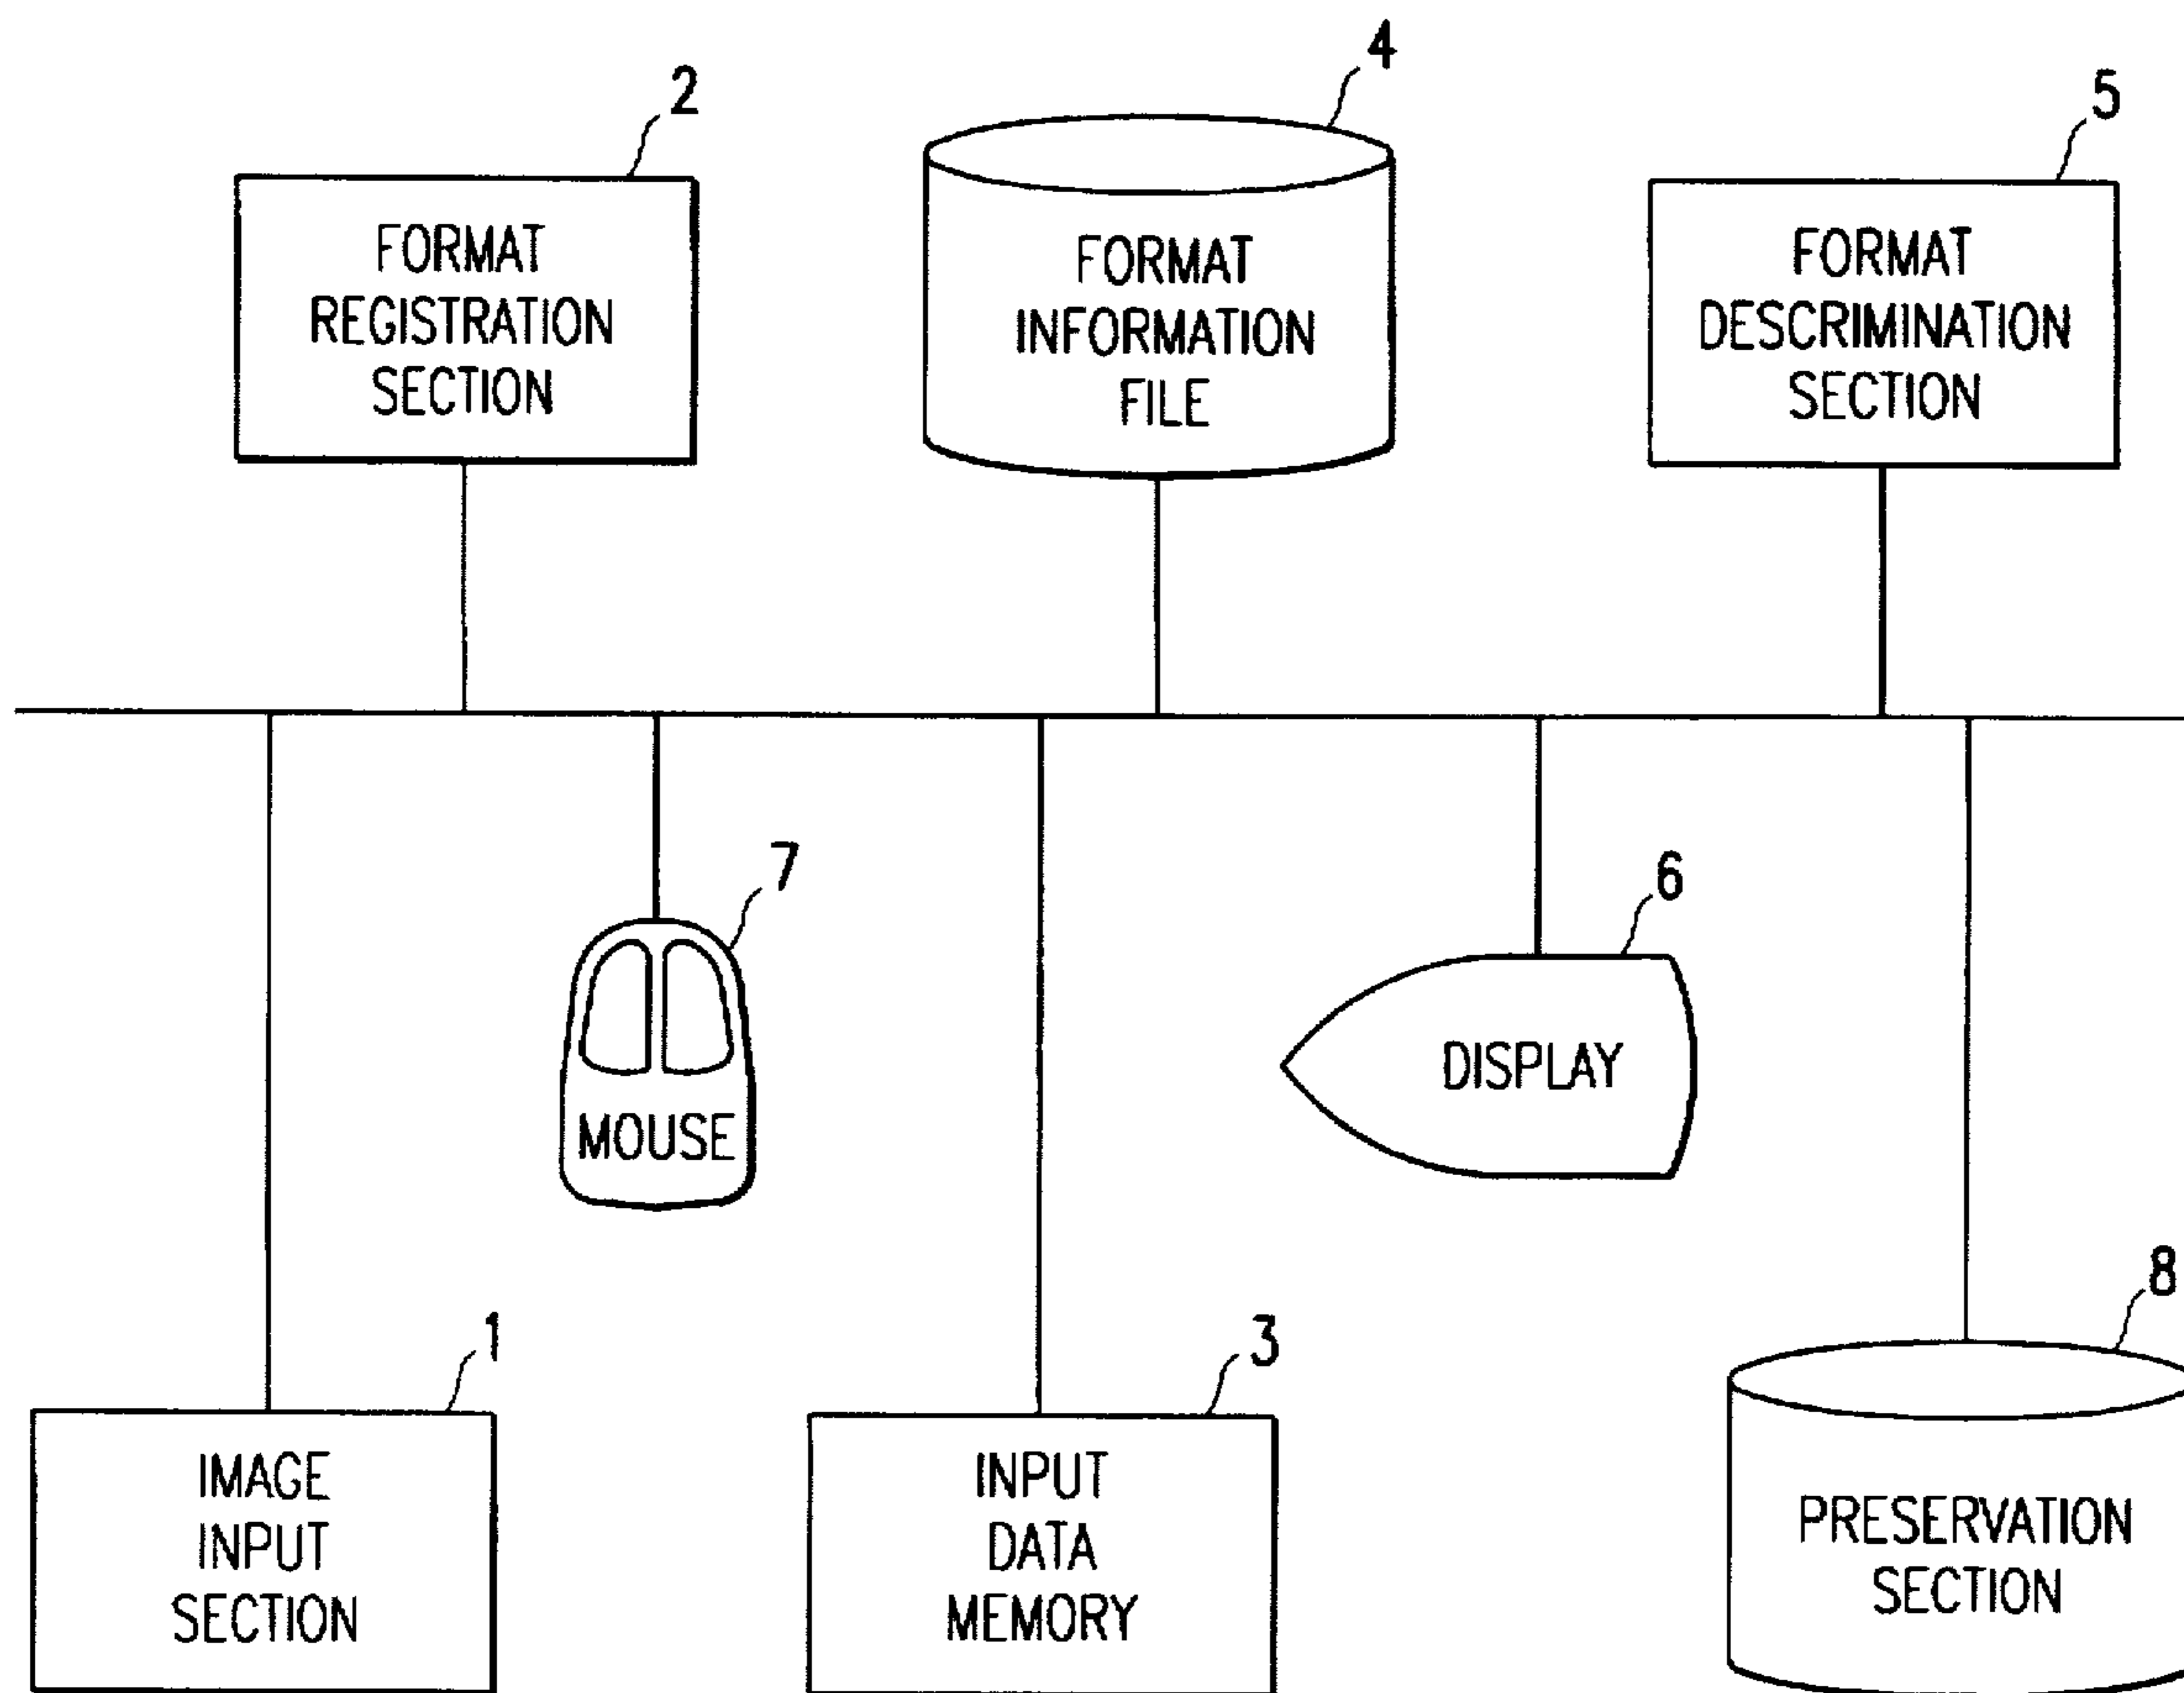 2
FORMAT
REGISTRATION
SECTION
4
FORMAT
INFORMATION
FILE
5
FORMAT
DESCRIMINATION
SECTION
7
MOUSE
6
DISPLAY
1
IMAGE
INPUT
SECTION
3
INPUT
DATA
MEMORY
8
PRESERVATION
SECTION